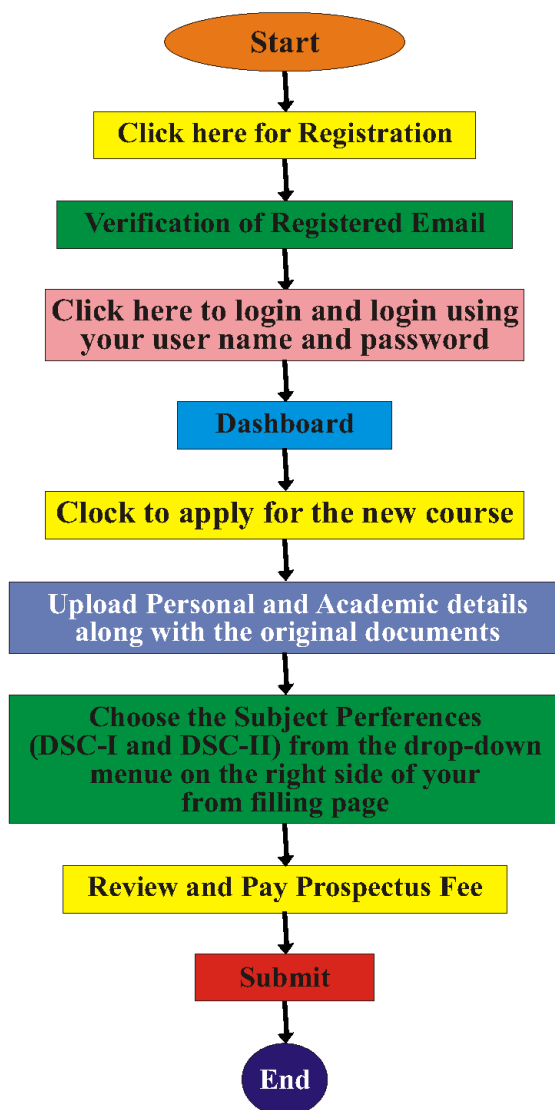 Start
Click here for Registration
Verification of Registered Email
Click here to login and login using
your user name and password
Dashboard
Clock to apply for the new course
Upload Personal and Academic details
along with the original documents
Choose the Subject Perferences
(DSC-I and DSC-II) from the drop-down
menue on the right side of your
from filling page
Review and Pay Prospectus Fee
Submit
End